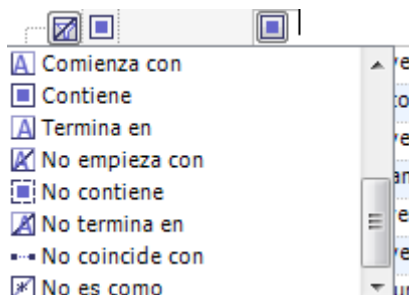 Comienza con
Contiene
Termina en
No empieza con
No contiene
No termina en
No coincide con
No es como